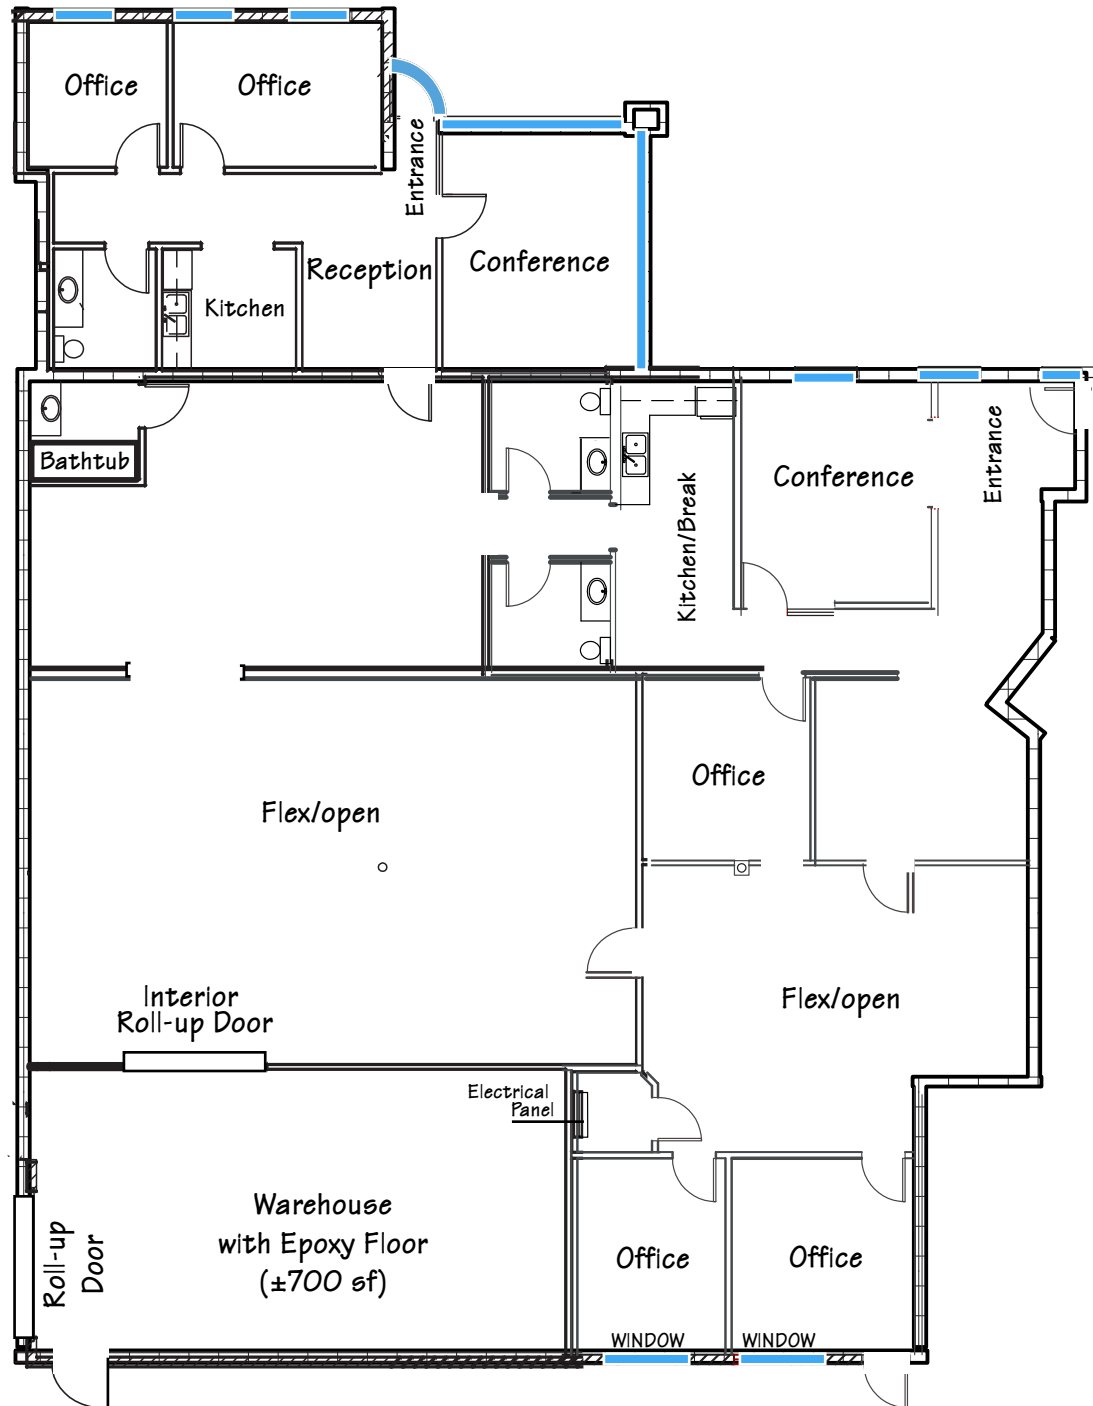 Office
Office
Entrance
Reception
Conference
Kitchen
Bathtub
Kitchen/Break
Conference
Entrance
Office
Flex/open
Interior
Roll-up Door
Flex/open
Electrical
Panel
Warehouse
with Epoxy Floor
(±700 sf)
Roll-up
Door
Office
Office
WINDOW
WINDOW